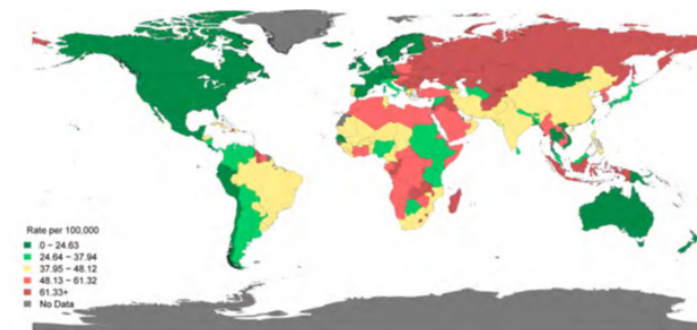 Rate per 100,000
.0 – 24.63
24.64 – 37.94
37.95 – 48.12
48.13 – 61.32
61.33+
No Data